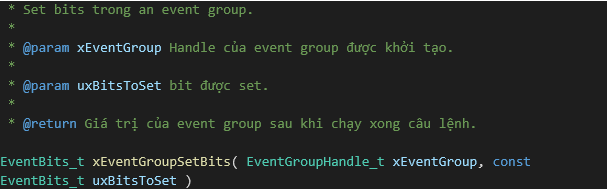 * Set bits trong an event group.
*
* @param xEventGroup Handle của event group được khởi tạo.
*
* @param uxBitsToSet bit được set.
*
* @return Giá trị của event group sau khi chạy xong câu lệnh.
EventBits_t xEventGroupSetBits( EventGroupHandle_t xEventGroup, const
EventBits_t uxBitsToSet )